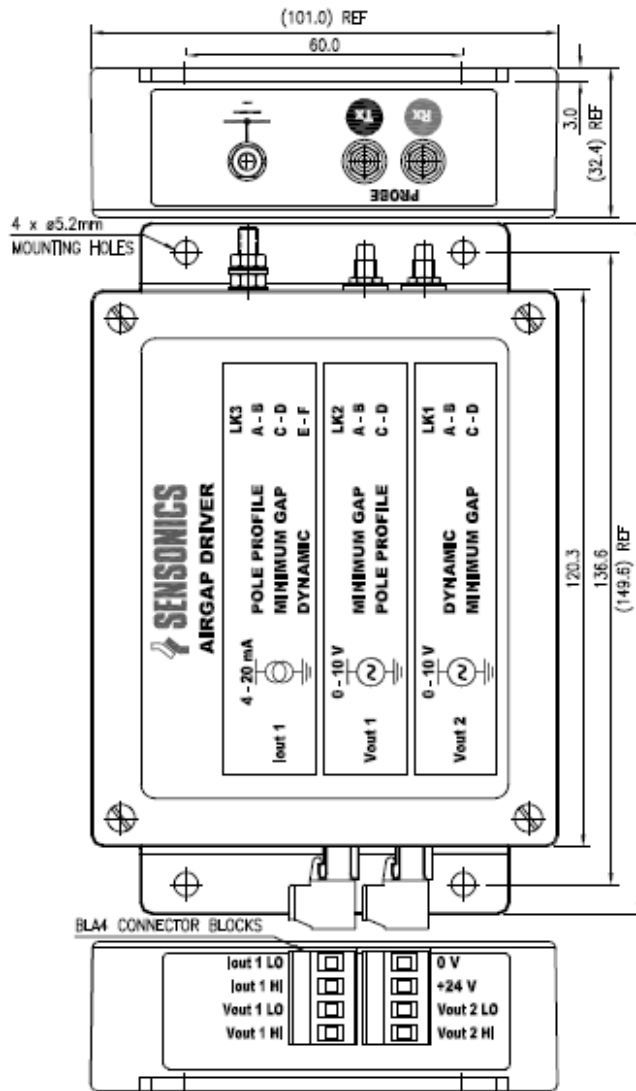 (101.0) REF
60.0
3.0
(32.4) REF
Tx
Rx
PROBE
4 x ø5.2mm
MOUNTING HOLES
SENSONICS
AIRGAP DRIVER
LK3
POLE PROFILE A - B
MINIMUM GAP C - D
DYNAMIC E - F
4 - 20 mA
Iout 1
LK2
MINIMUM GAP A - B
POLE PROFILE C - D
0 - 10 V
Vout 1
LK1
DYNAMIC A - B
MINIMUM GAP C - D
0 - 10 V
Vout 2
120.3
136.6
(149.6) REF
BLA4 CONNECTOR BLOCKS
Iout 1 LO
Iout 1 HI
Vout 1 LO
Vout 1 HI
0 V
+24 V
Vout 2 LO
Vout 2 HI